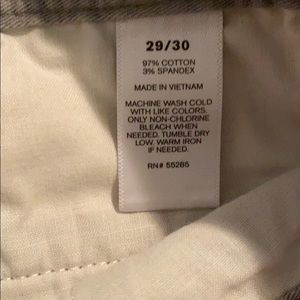 29/30
97% COTTON
3% SPANDEX
MADE IN VIETNAM
MACHINE WASH COLD
WITH LIKE COLORS.
ONLY NON-CHLORINE
BLEACH WHEN
NEEDED. TUMBLE DRY
LOW. WARM IRON
IF NEEDED.
RN# 55285